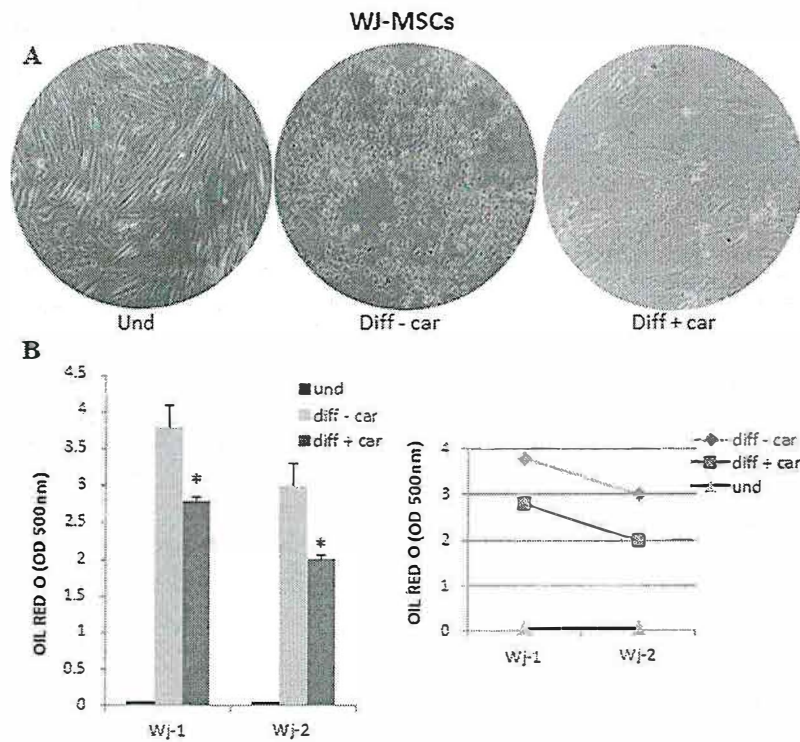 WJ-MSCs
A
Und
Diff - car
Diff + car
B
OIL RED O (OD 500nm)
4.5
4
3.5
3
2.5
2
1.5
1
0.5
0
*
*
Wj-1
Wj-2
und
diff - car
diff + car
OIL RED O (OD 500nm)
4
3
2
1
0
Wj-1
Wj-2
diff - car
diff + car
und